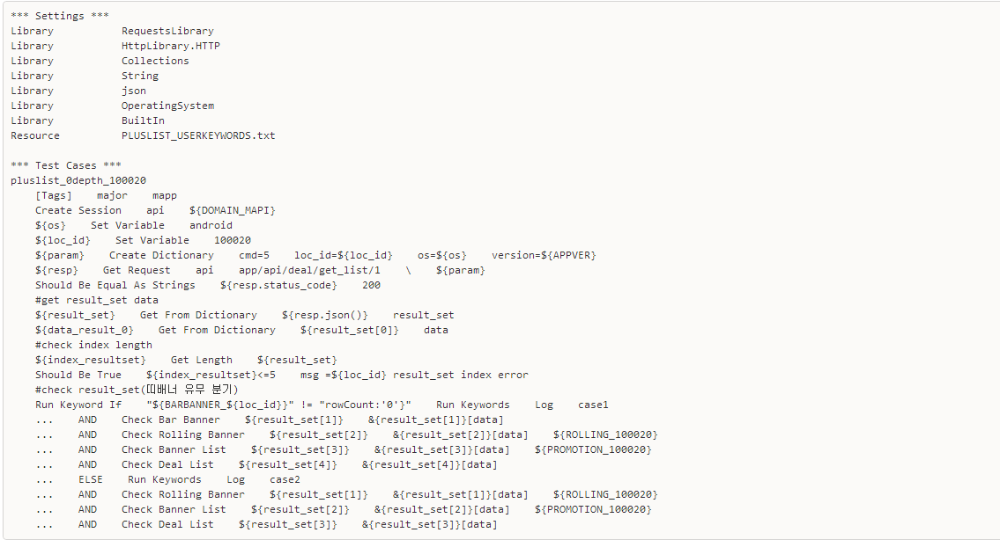 *** Settings ***
Library           RequestsLibrary
Library           HttpLibrary.HTTP
Library           Collections
Library           String
Library           json
Library           OperatingSystem
Library           BuiltIn
Resource          PLUSLIST_USERKEYWORDS.txt
*** Test Cases ***
pluslist_0depth_100020
    [Tags]    major    mapp
    Create Session    api    ${DOMAIN_MAPI}
    ${os}    Set Variable    android
    ${loc_id}    Set Variable    100020
    ${param}    Create Dictionary    cmd=5    loc_id=${loc_id}    os=${os}    version=${APPVER}
    ${resp}    Get Request    api    app/api/deal/get_list/1    \    ${param}
    Should Be Equal As Strings    ${resp.status_code}    200
    #get result_set data
    ${result_set}    Get From Dictionary    ${resp.json()}    result_set
    ${data_result_0}    Get From Dictionary    ${result_set[0]}    data
    #check index length
    ${index_resultset}    Get Length    ${result_set}
    Should Be True    ${index_resultset}<=5    msg =${loc_id} result_set index error
    #check result_set(띠배너 유무 분기)
    Run Keyword If    "${BARBANNER_${loc_id}}" != "rowCount:'0'}"    Run Keywords    Log    case1
    ...    AND    Check Bar Banner    ${result_set[1]}    &{result_set[1]}[data]
    ...    AND    Check Rolling Banner    ${result_set[2]}    &{result_set[2]}[data]    ${ROLLING_100020}
    ...    AND    Check Banner List    ${result_set[3]}    &{result_set[3]}[data]    ${PROMOTION_100020}
    ...    AND    Check Deal List    ${result_set[4]}    &{result_set[4]}[data]
    ...    ELSE    Run Keywords    Log    case2
    ...    AND    Check Rolling Banner    ${result_set[1]}    &{result_set[1]}[data]    ${ROLLING_100020}
    ...    AND    Check Banner List    ${result_set[2]}    &{result_set[2]}[data]    ${PROMOTION_100020}
    ...    AND    Check Deal List    ${result_set[3]}    &{result_set[3]}[data]